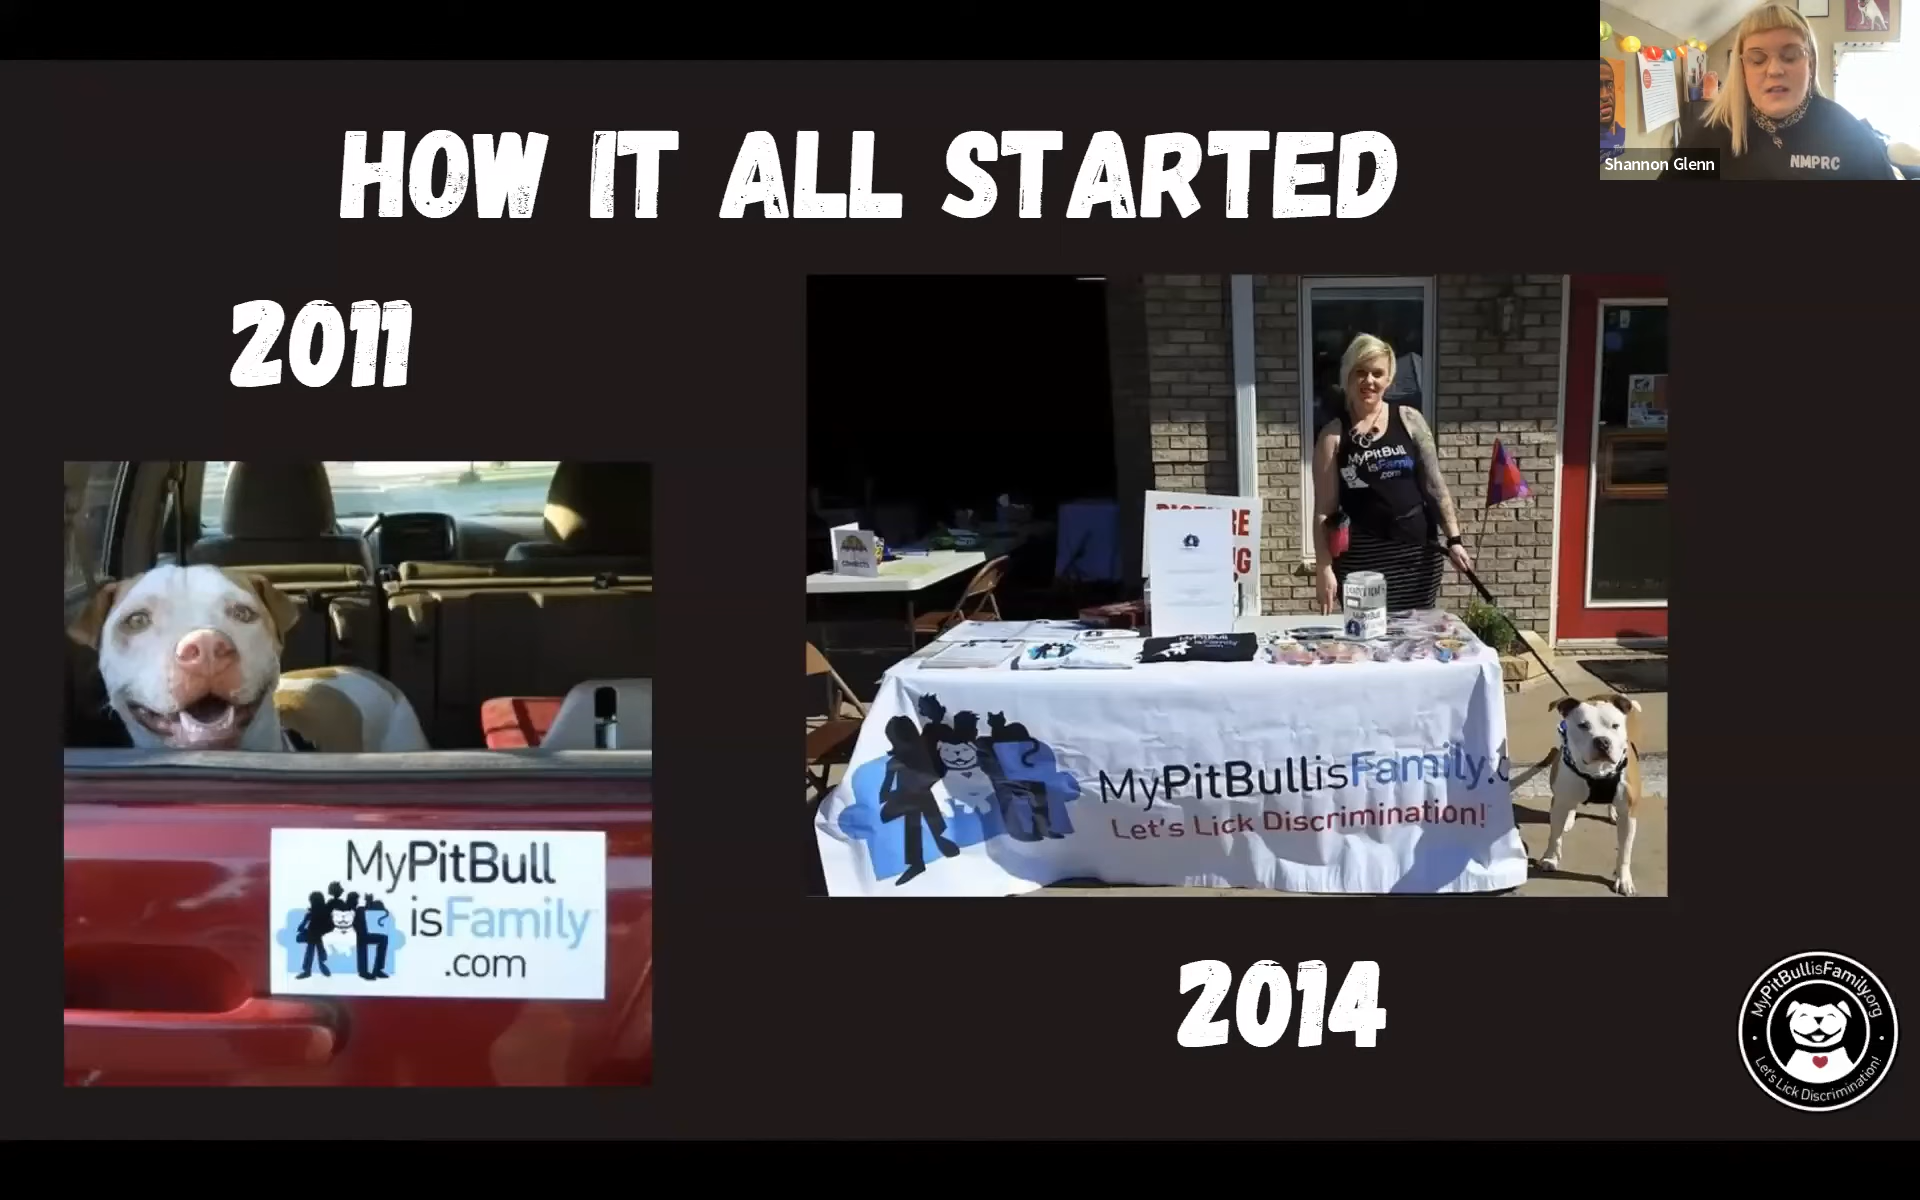 HOW IT ALL STARTED
Shannon Glenn
NMPRC
2011
MyPitBull
isFamily
.com
MyPitBull
isFamily
.com
MyPitBullisFamily.c
Let's Lick Discrimination!
2014
MyPitBullisFamily.org
Let's Lick Discrimination!